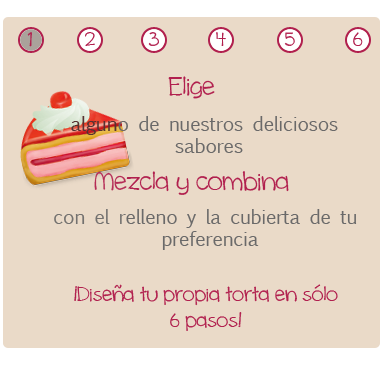 1 2 3 4 5 6
Elige
alguno de nuestros deliciosos
sabores
Mezcla y combina
con el relleno y la cubierta de tu
preferencia
¡Diseña tu propia torta en sólo
6 pasos!